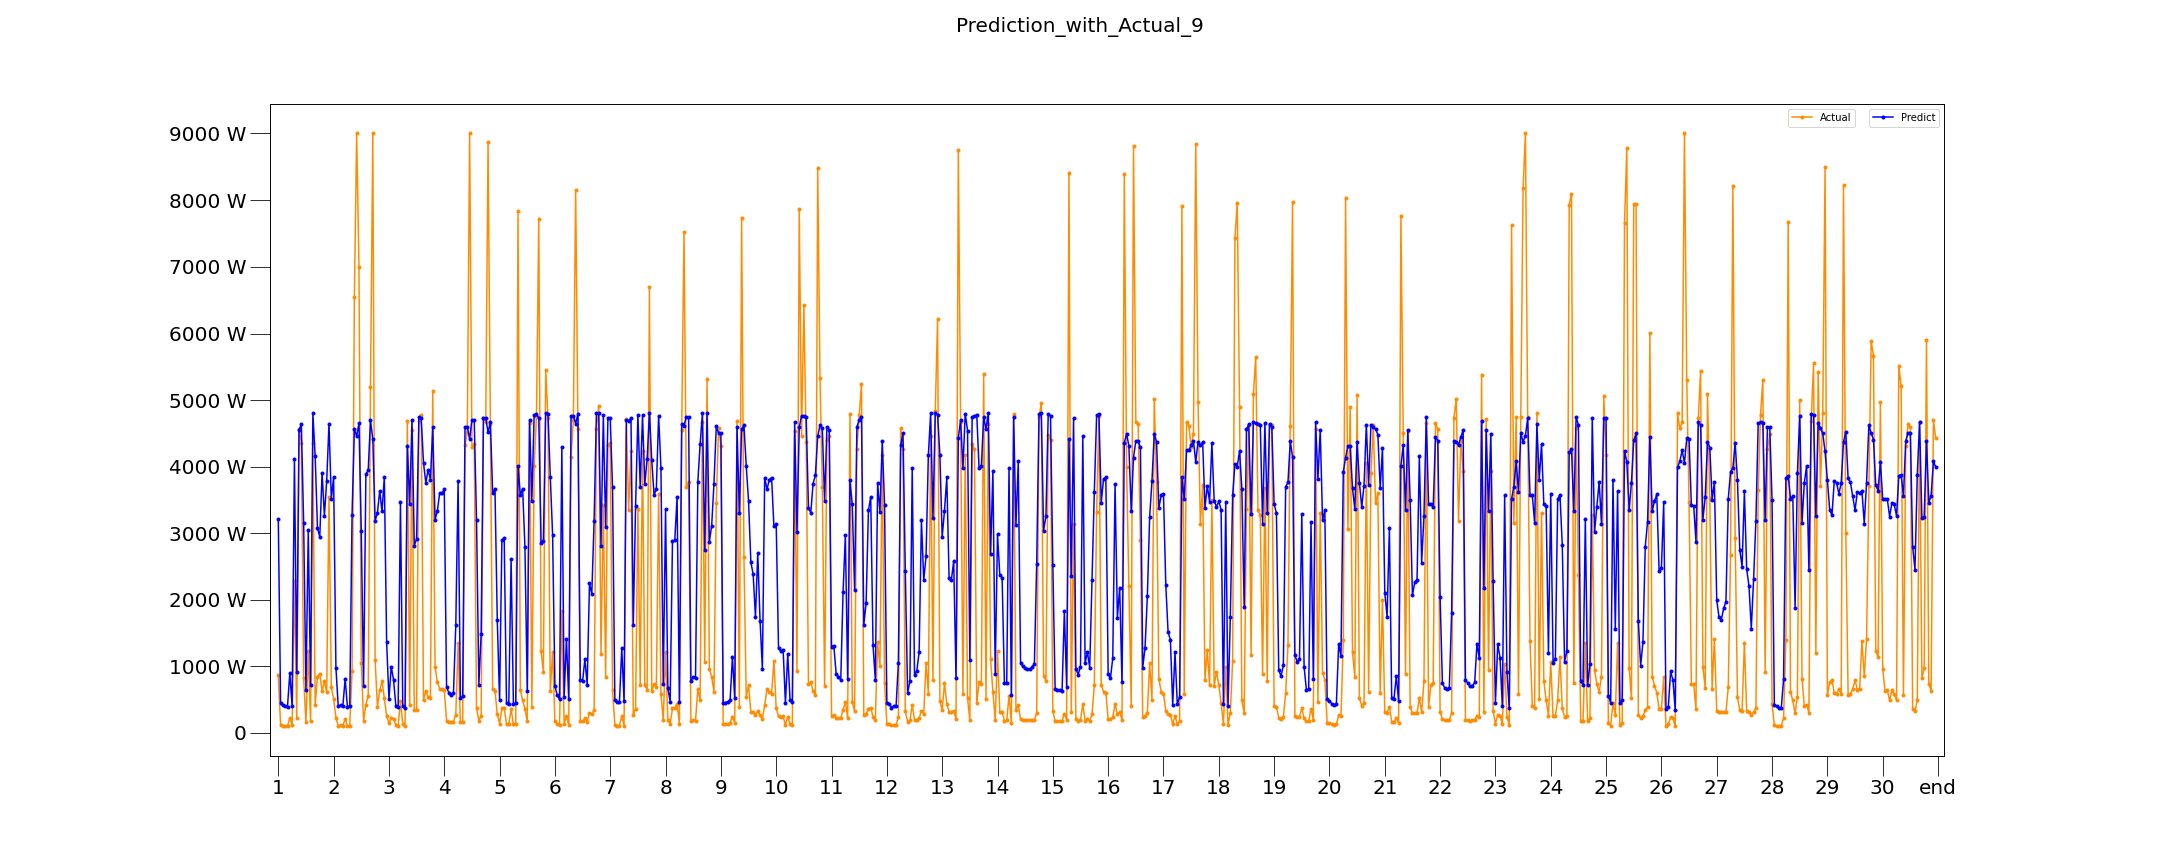 Prediction_with_Actual_9
Actual Predict
9000 W
8000 W
7000 W
6000 W
5000 W
4000 W
3000 W
2000 W
1000 W
0
1 2 3 4 5 6 7 8 9 10 11 12 13 14 15 16 17 18 19 20 21 22 23 24 25 26 27 28 29 30 end